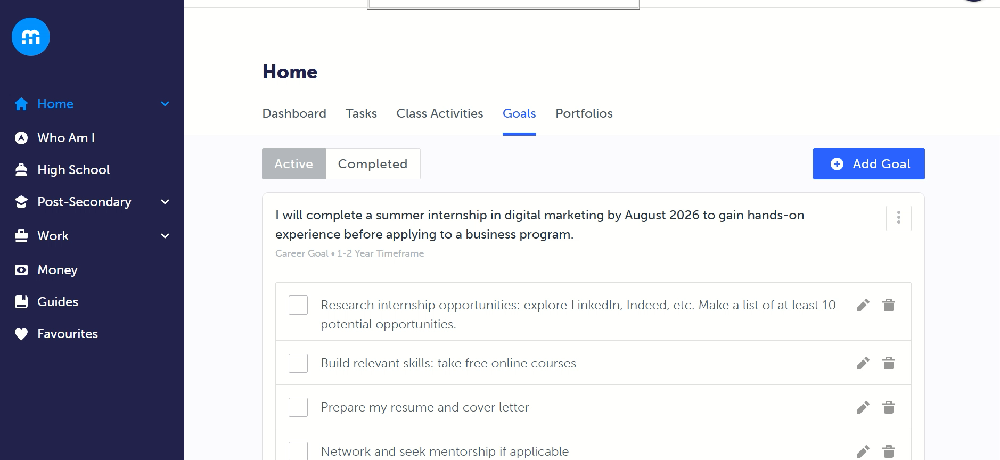 Home
Who Am I
High School
Post-Secondary
Work
Money
Guides
Favourites
Home
Dashboard
Tasks
Class Activities
Goals
Portfolios
Active
Completed
Add Goal
I will complete a summer internship in digital marketing by August 2026 to gain hands-on
experience before applying to a business program.
Career Goal • 1-2 Year Timeframe
Research internship opportunities: explore LinkedIn, Indeed, etc. Make a list of at least 10
potential opportunities.
Build relevant skills: take free online courses
Prepare my resume and cover letter
Network and seek mentorship if applicable